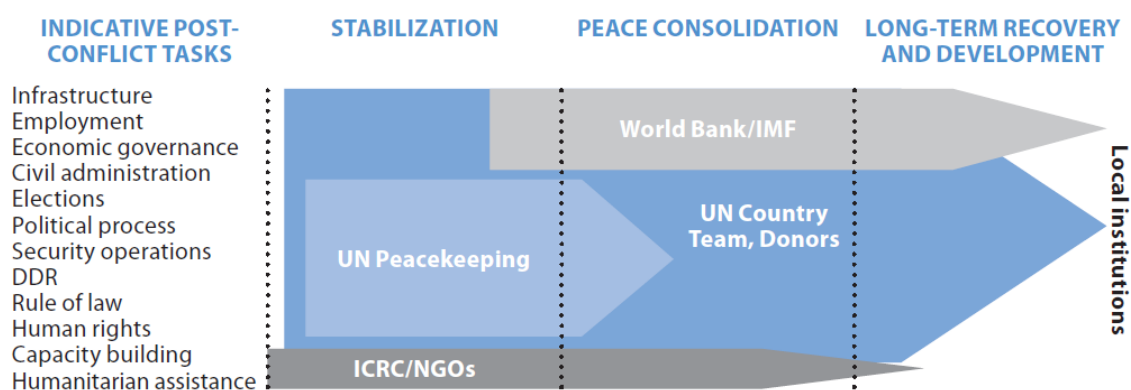 INDICATIVE POST-
CONFLICT TASKS
STABILIZATION
PEACE CONSOLIDATION
LONG-TERM RECOVERY
AND DEVELOPMENT
Infrastructure
Employment
Economic governance
Civil administration
Elections
Political process
Security operations
DDR
Rule of law
Human rights
Capacity building
Humanitarian assistance
World Bank/IMF
UN Peacekeeping
UN Country
Team, Donors
ICRC/NGOs
Local institutions